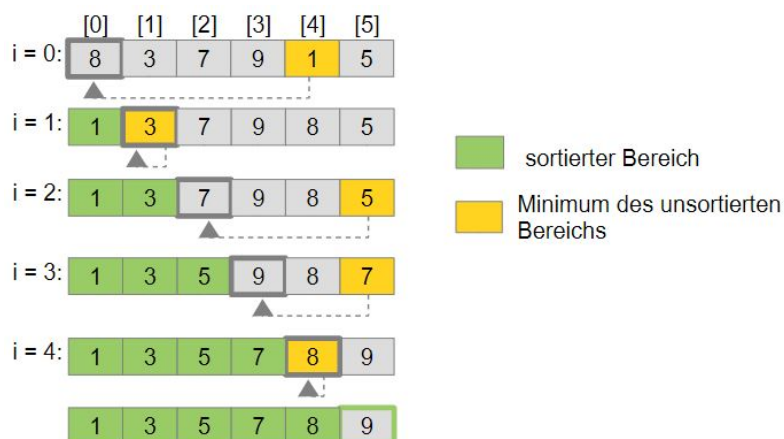 [0] [1] [2] [3] [4] [5]
i = 0: 8 3 7 9 1 5
i = 1: 1 3 7 9 8 5
i = 2: 1 3 7 9 8 5
i = 3: 1 3 5 9 8 7
i = 4: 1 3 5 7 8 9
1 3 5 7 8 9
sortierter Bereich
Minimum des unsortierten
Bereichs